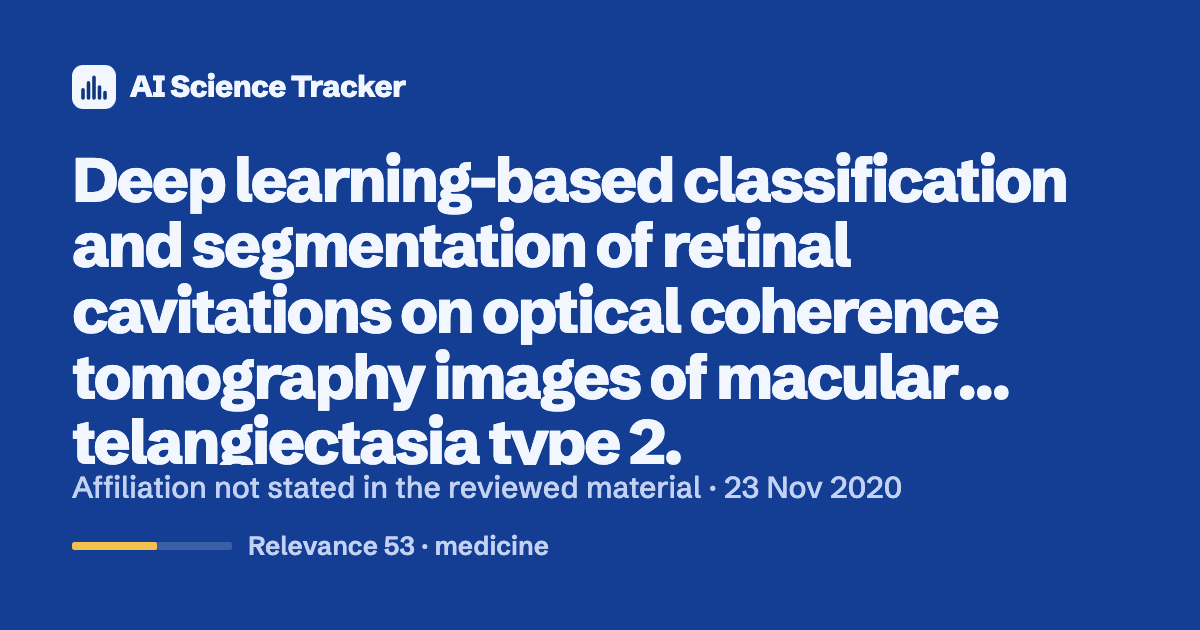 AI Science Tracker
Deep learning-based classification
and segmentation of retinal
cavitations on optical coherence
tomography images of macular...
telangiectasia type 2.
Affiliation not stated in the reviewed material · 23 Nov 2020
Relevance 53 · medicine